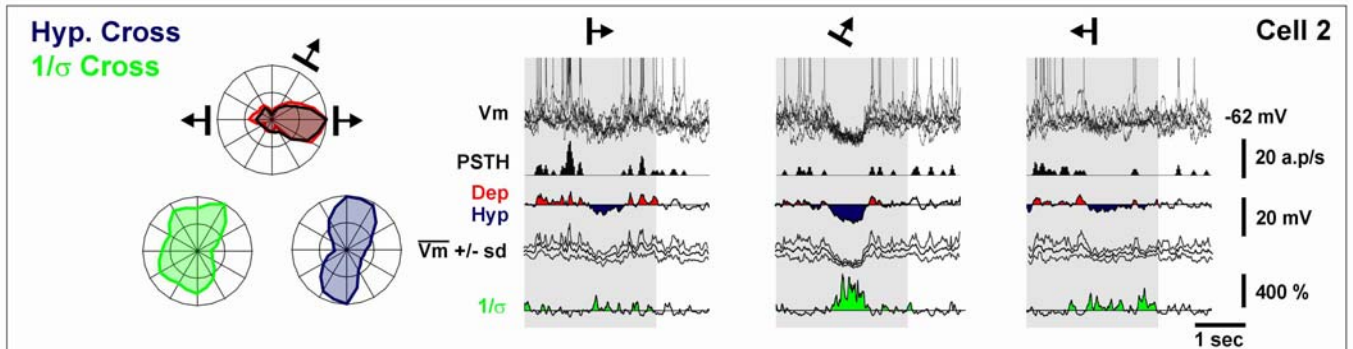 Hyp. Cross
1/σ Cross
Cell 2
Vm
-62 mV
PSTH
20 a.p/s
Dep
Hyp
20 mV
Vm +/- sd
1/σ
400 %
1 sec